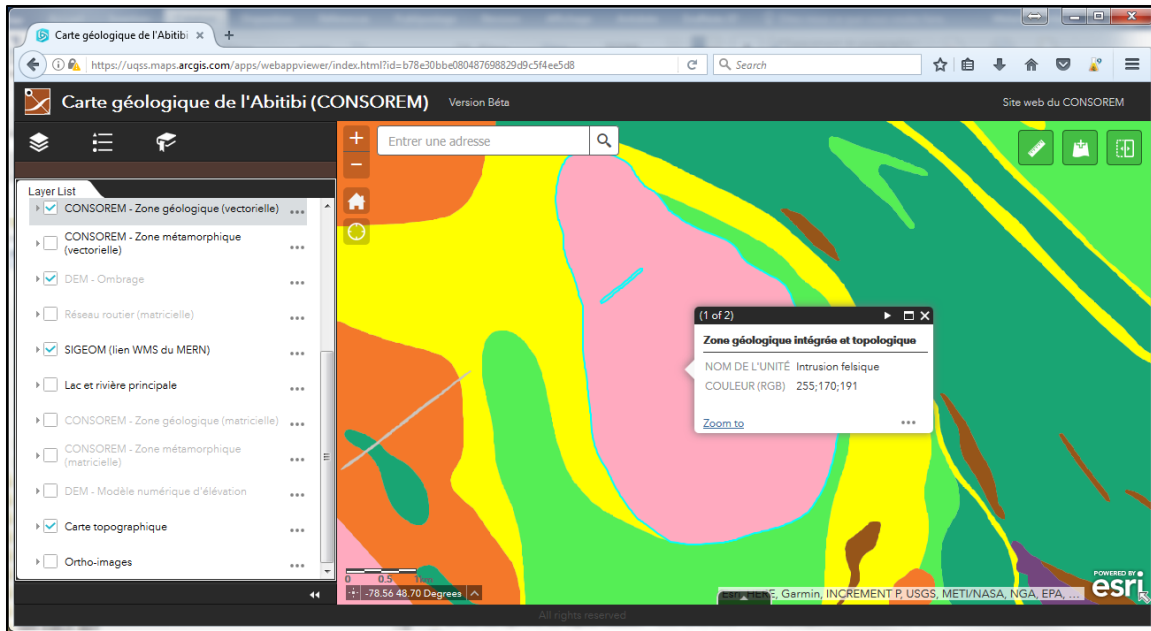 Carte géologique de l'Abitibi
https://uqss.maps.arcgis.com/apps/webappviewer/index.html?id=b78e30bbe080487698829d9c5f4ee5d8
Search
Carte géologique de l'Abitibi (CONSOREM)
Version Béta
Site web du CONSOREM
Entrer une adresse
Layer List
CONSOREM - Zone géologique (vectorielle)
CONSOREM - Zone métamorphique
(vectorielle)
DEM - Ombrage
Réseau routier (matricielle)
SIGEOM (lien WMS du MERN)
Lac et rivière principale
CONSOREM - Zone géologique (matricielle)
CONSOREM - Zone métamorphique
(matricielle)
DEM - Modèle numérique d'élévation
Carte topographique
Ortho-images
(1 of 2)
Zone géologique intégrée et topologique
NOM DE L'UNITÉ Intrusion felsique
COULEUR (RGB) 255;170;191
Zoom to
0 0.5 1km
-78.56 48.70 Degrees
Esri, HERE, Garmin, INCREMENT P, USGS, METI/NASA, NGA, EPA, ...
POWERED BY
esri
All rights reserved